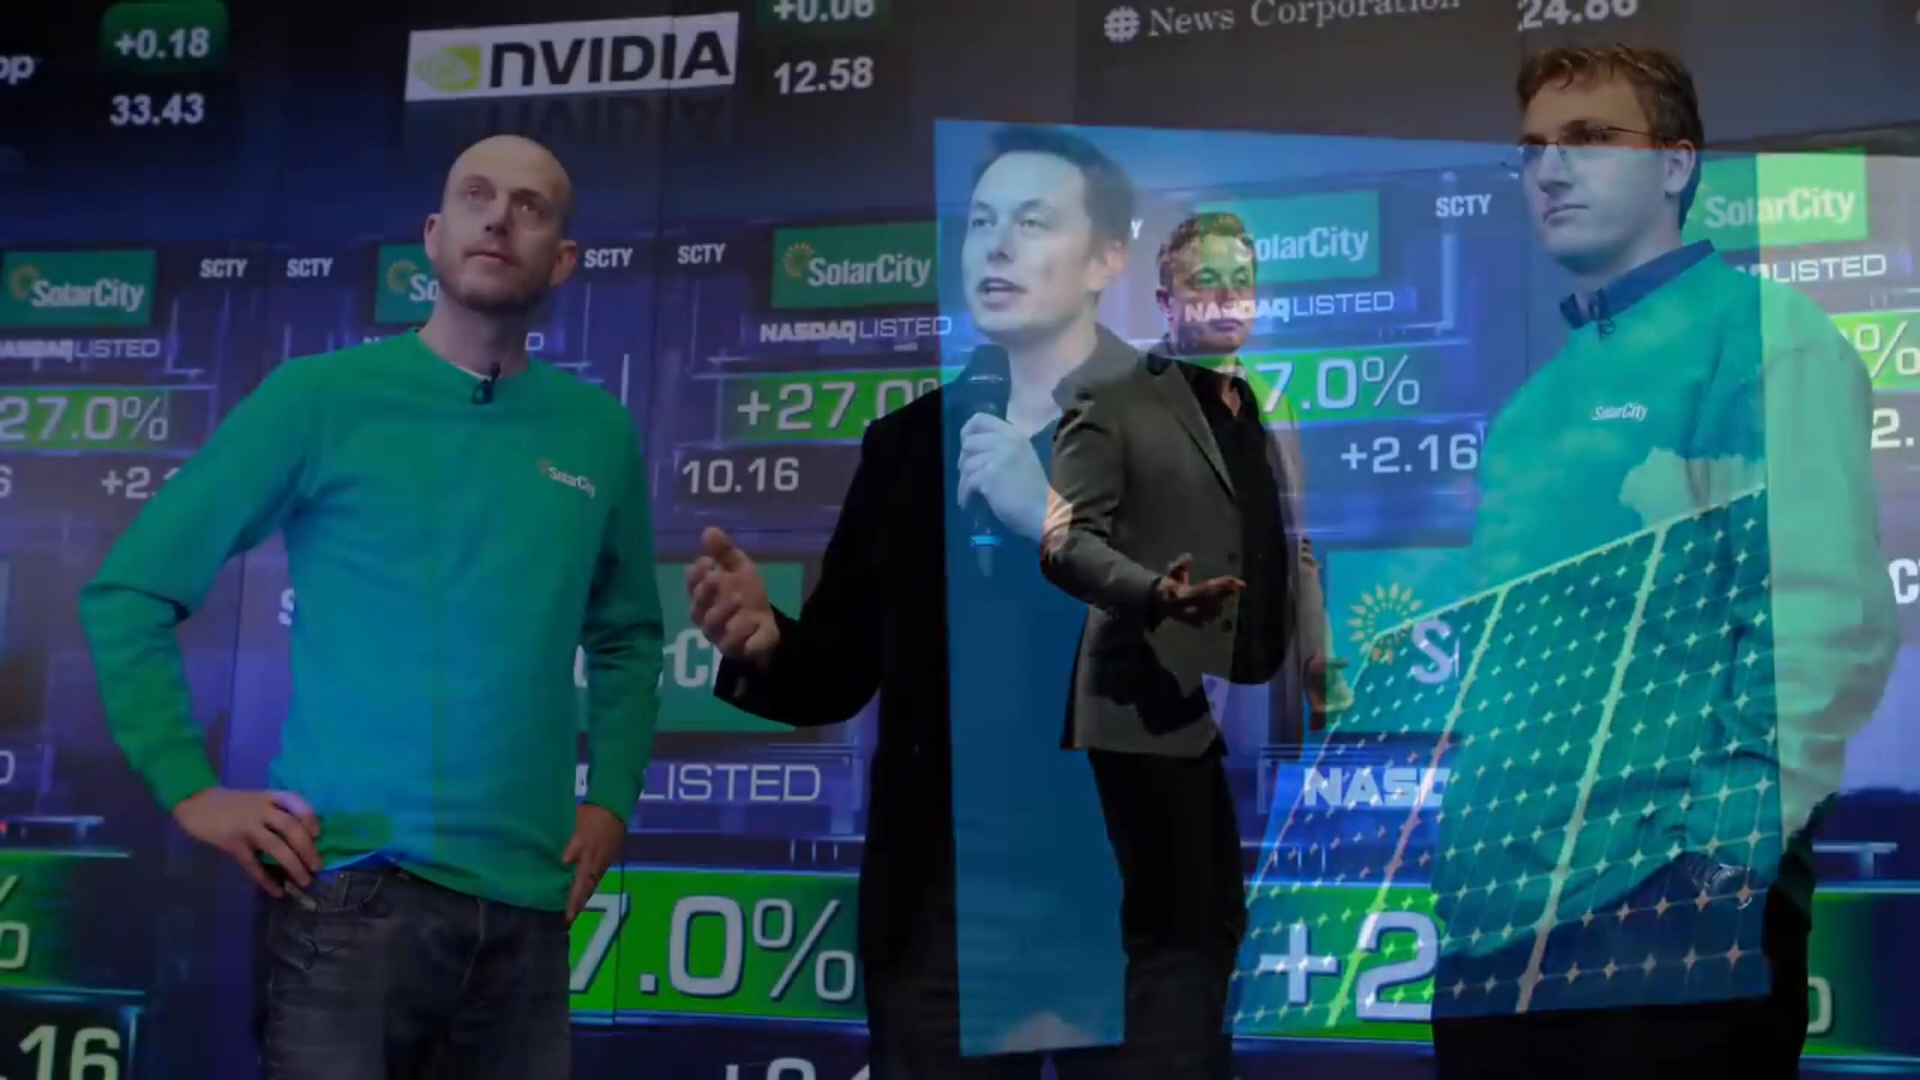 +0.18
33.43
NVIDIA
+0.06
12.58
News Corporation
24.86
SolarCity
SCTY
SCTY
SCTY
SCTY
SolarCity
SolarCity
SCTY
SolarCity
NASDAQ LISTED
NASDAQ LISTED
LISTED
LISTED
27.0%
+27.0%
7.0%
+2.16
10.16
SolarCity
SolarCity
LISTED
NASD
7.0%
+2
.16